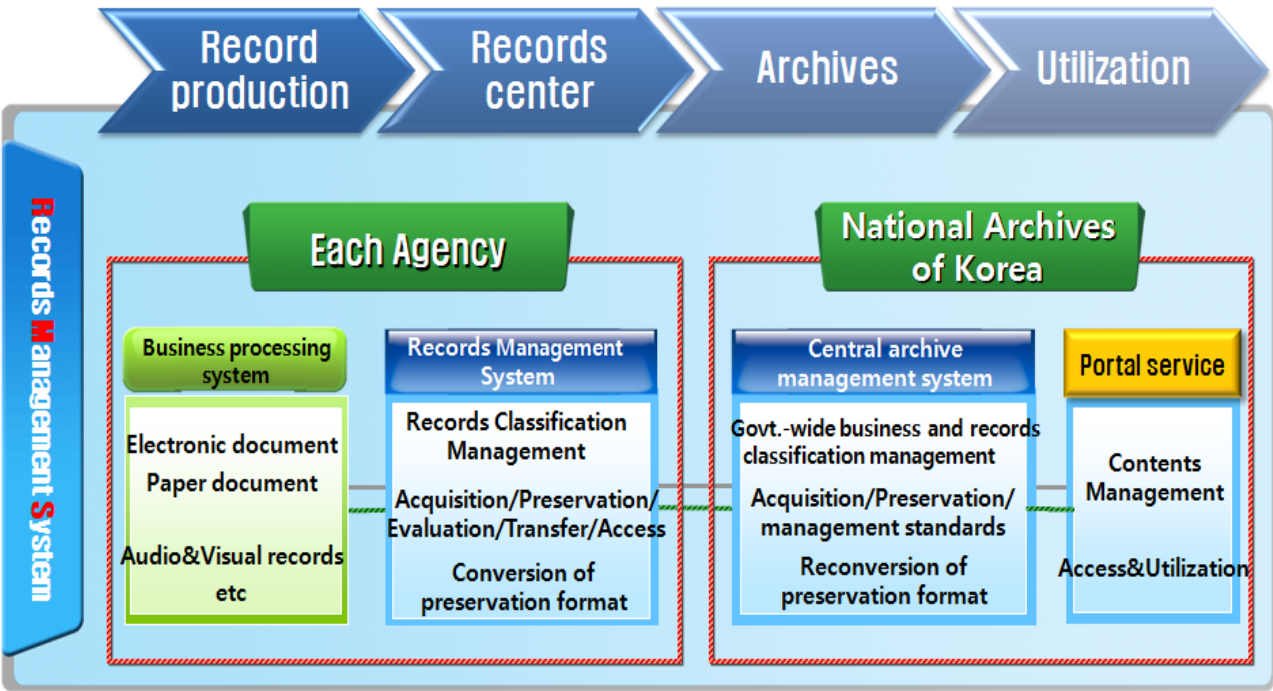 Record
production
Records
center
Archives
Utilization
Records Management System
Each Agency
National Archives
of Korea
Business processing
system
Electronic document
Paper document
Audio&Visual records
etc
Records Management
System
Records Classification
Management
Acquisition/Preservation/
Evaluation/Transfer/Access
Conversion of
preservation format
Central archive
management system
Govt.-wide business and records
classification management
Acquisition/Preservation/
management standards
Reconversion of
preservation format
Portal service
Contents
Management
Access&Utilization